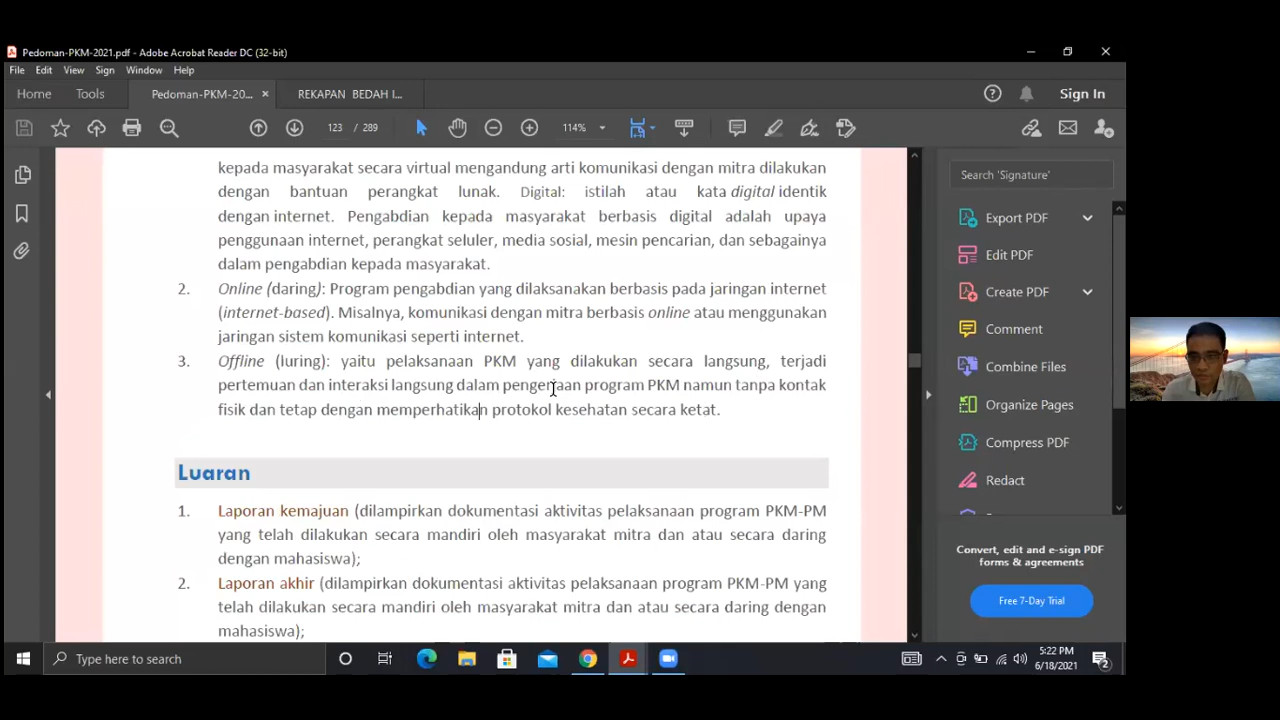 Pedoman-PKM-2021.pdf - Adobe Acrobat Reader DC (32-bit)
File Edit View Sign Window Help
Home Tools Pedoman-PKM-20... × REKAPAN BEDAH I... Sign In
123 / 289 114%
kepada masyarakat secara virtual mengandung arti komunikasi dengan mitra dilakukan
dengan bantuan perangkat lunak. Digital: istilah atau kata digital identik
dengan internet. Pengabdian kepada masyarakat berbasis digital adalah upaya
penggunaan internet, perangkat seluler, media sosial, mesin pencarian, dan sebagainya
dalam pengabdian kepada masyarakat.
2. Online (daring): Program pengabdian yang dilaksanakan berbasis pada jaringan internet
(internet-based). Misalnya, komunikasi dengan mitra berbasis online atau menggunakan
jaringan sistem komunikasi seperti internet.
3. Offline (luring): yaitu pelaksanaan PKM yang dilakukan secara langsung, terjadi
pertemuan dan interaksi langsung dalam pengerjaan program PKM namun tanpa kontak
fisik dan tetap dengan memperhatikan protokol kesehatan secara ketat.
Luaran
1. Laporan kemajuan (dilampirkan dokumentasi aktivitas pelaksanaan program PKM-PM
yang telah dilakukan secara mandiri oleh masyarakat mitra dan atau secara daring
dengan mahasiswa);
2. Laporan akhir (dilampirkan dokumentasi aktivitas pelaksanaan program PKM-PM yang
telah dilakukan secara mandiri oleh masyarakat mitra dan atau secara daring dengan
mahasiswa);
Search 'Signature'
Export PDF
Edit PDF
Create PDF
Comment
Combine Files
Organize Pages
Compress PDF
Redact
Convert, edit and e-sign PDF
forms & agreements
Free 7-Day Trial
Type here to search
5:22 PM
6/18/2021
2